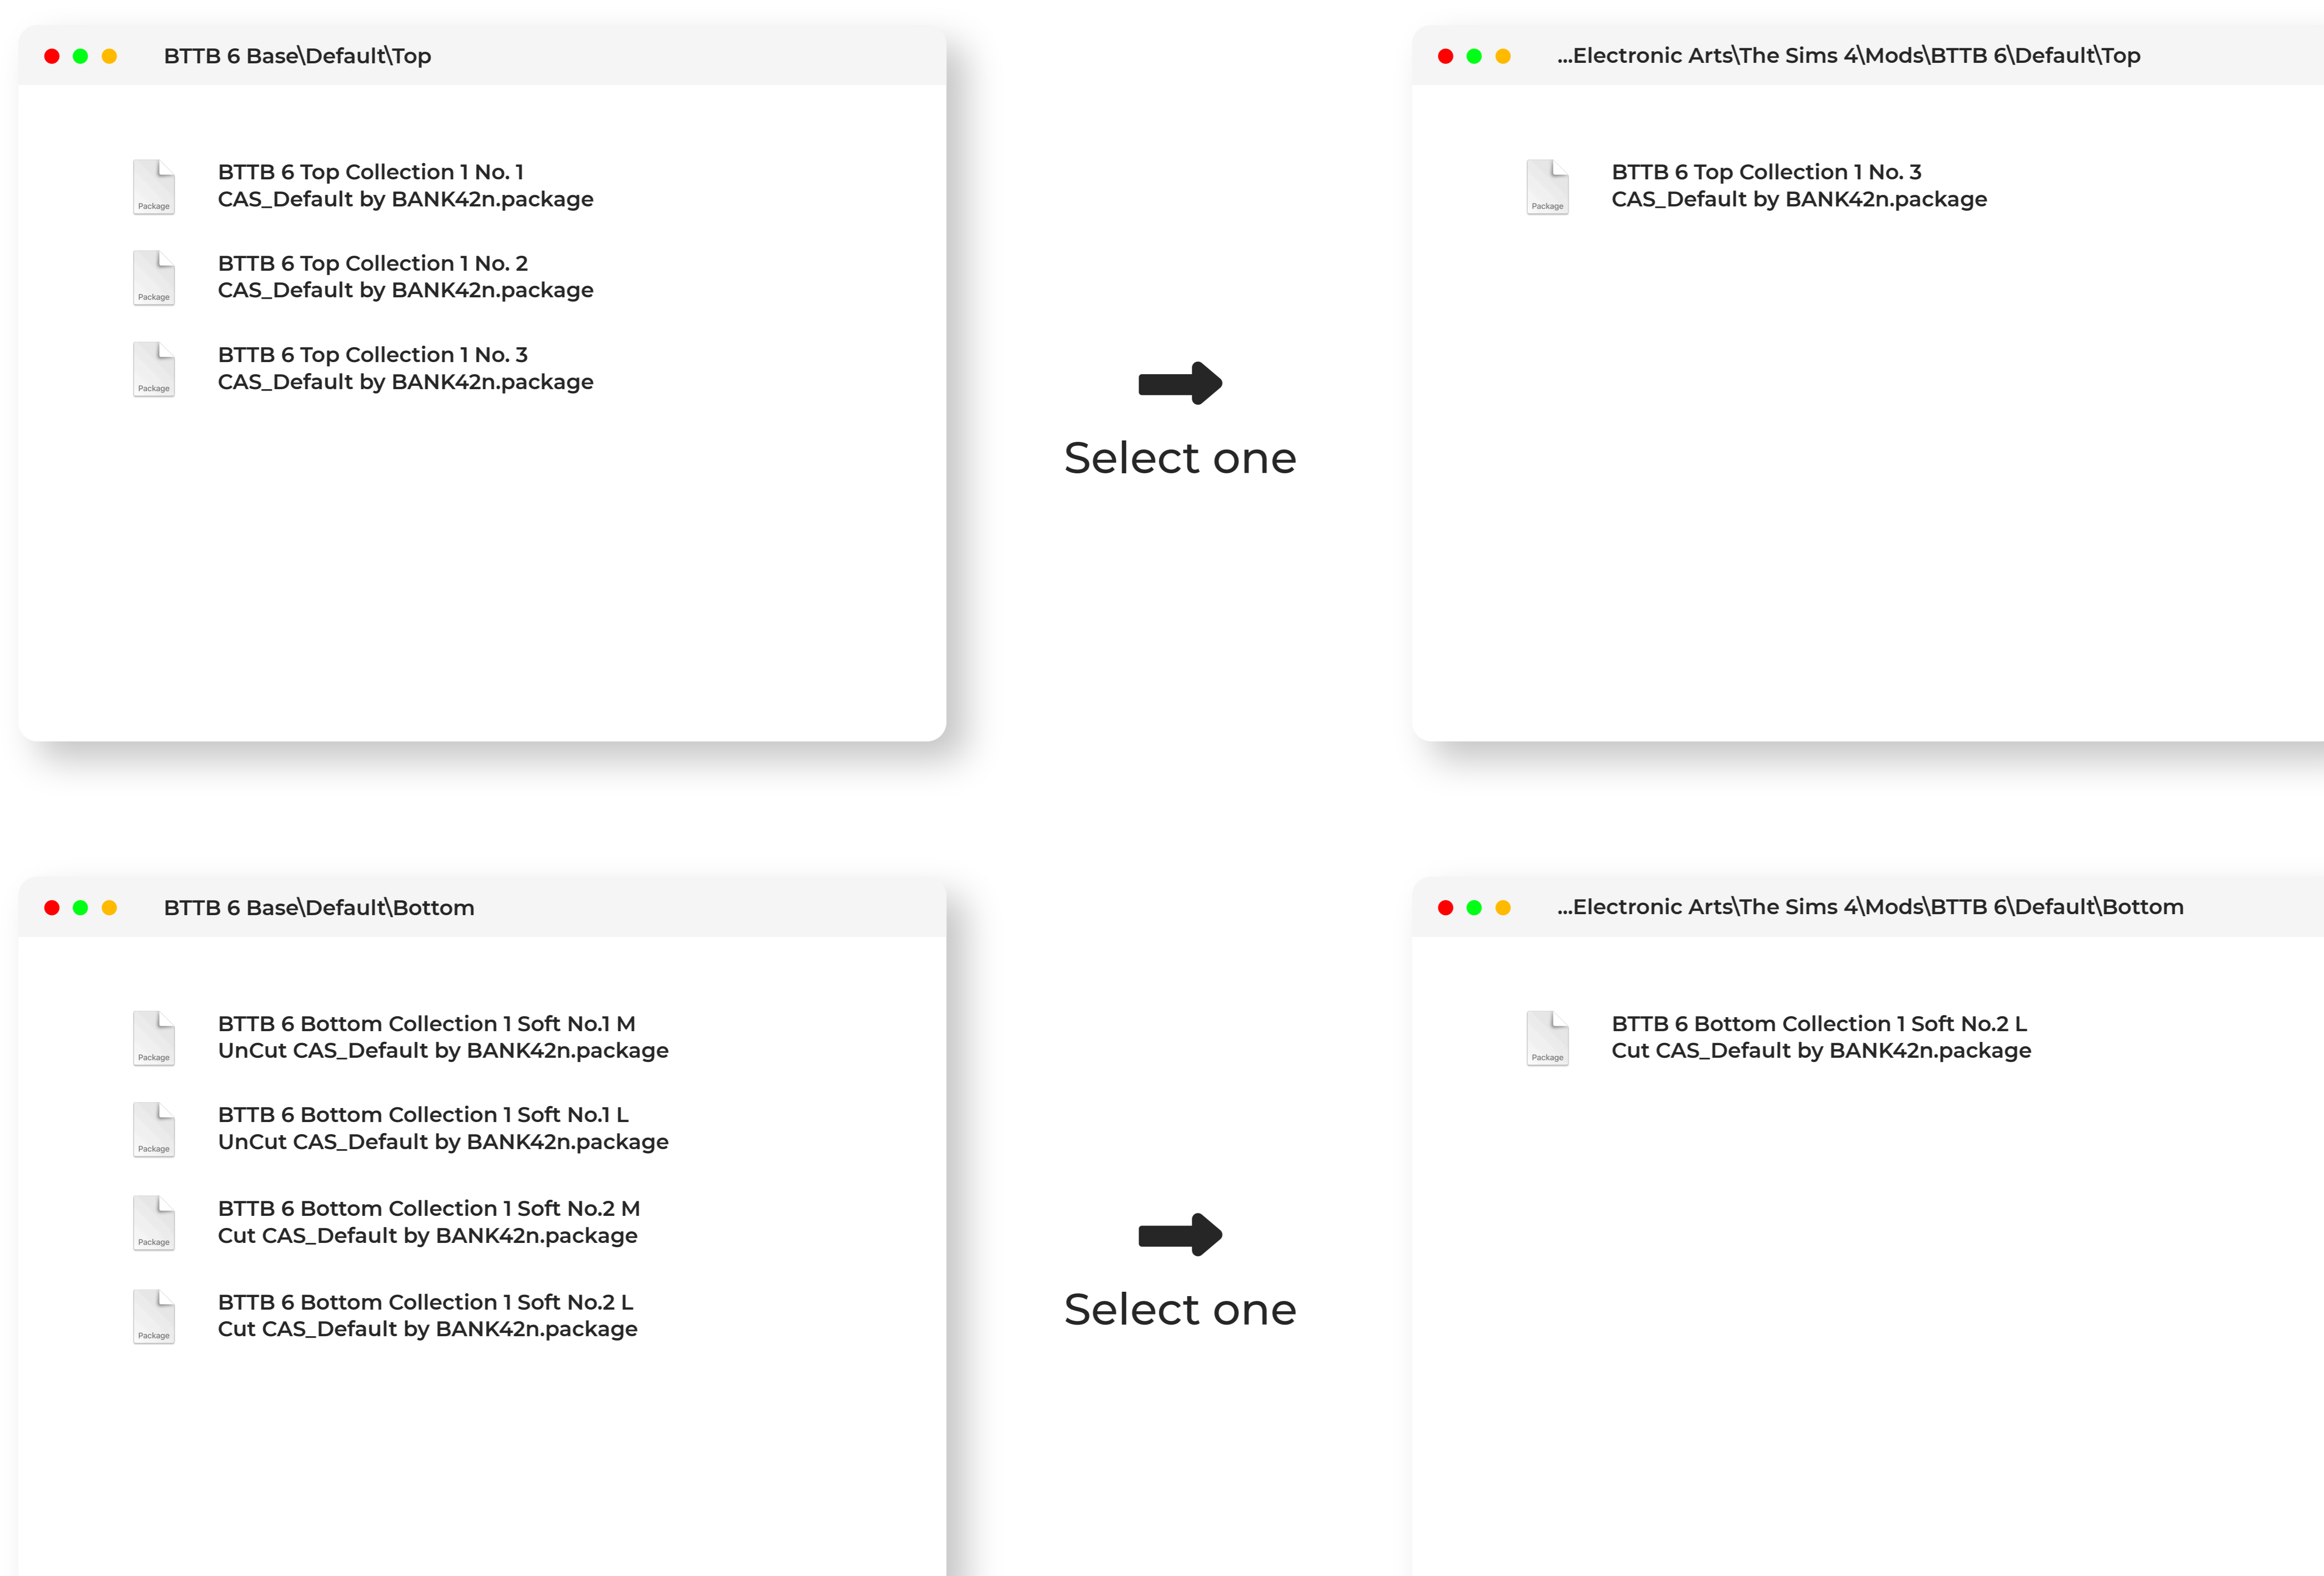 BTTB 6 Base\Default\Top
Package
BTTB 6 Top Collection 1 No. 1
CAS_Default by BANK42n.package
Package
BTTB 6 Top Collection 1 No. 2
CAS_Default by BANK42n.package
Package
BTTB 6 Top Collection 1 No. 3
CAS_Default by BANK42n.package
Select one
...Electronic Arts\The Sims 4\Mods\BTTB 6\Default\Top
Package
BTTB 6 Top Collection 1 No. 3
CAS_Default by BANK42n.package
BTTB 6 Base\Default\Bottom
Package
BTTB 6 Bottom Collection 1 Soft No.1 M
UnCut CAS_Default by BANK42n.package
Package
BTTB 6 Bottom Collection 1 Soft No.1 L
UnCut CAS_Default by BANK42n.package
Package
BTTB 6 Bottom Collection 1 Soft No.2 M
Cut CAS_Default by BANK42n.package
Package
BTTB 6 Bottom Collection 1 Soft No.2 L
Cut CAS_Default by BANK42n.package
Select one
...Electronic Arts\The Sims 4\Mods\BTTB 6\Default\Bottom
Package
BTTB 6 Bottom Collection 1 Soft No.2 L
Cut CAS_Default by BANK42n.package